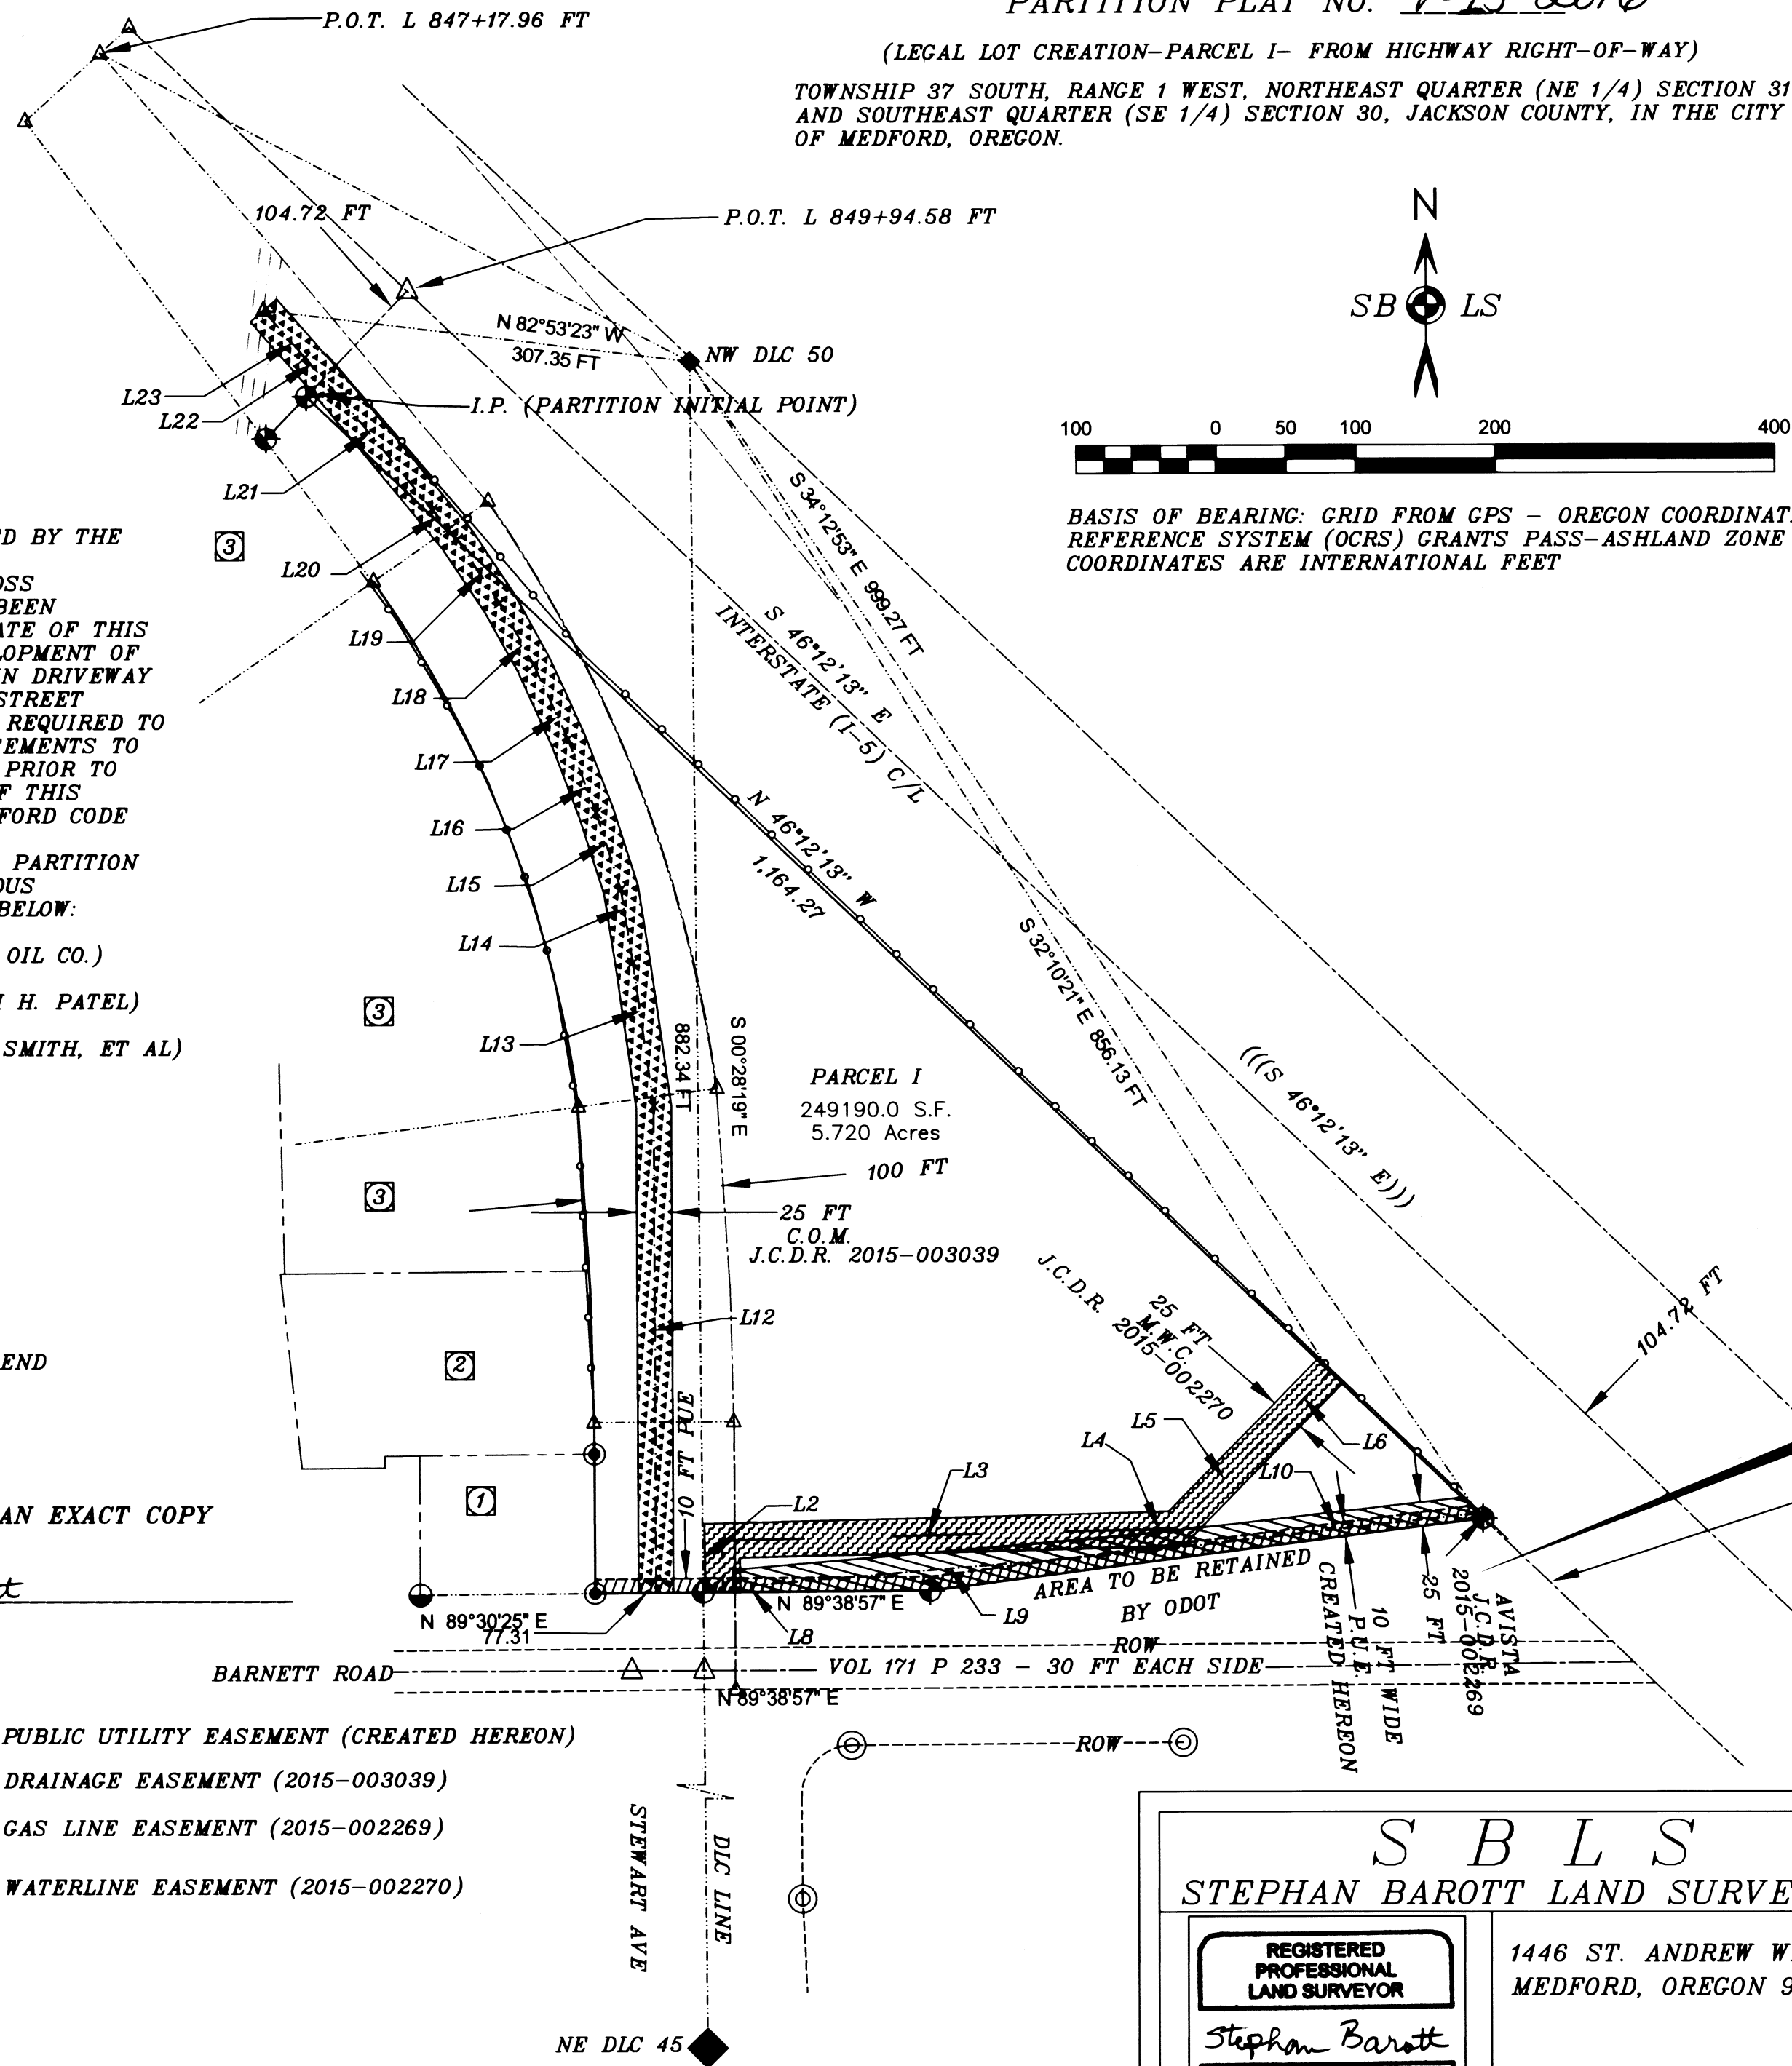 PARTITION PLAT NO.
(LEGAL LOT CREATION-PARCEL I- FROM HIGHWAY RIGHT-OF-WAY)
TOWNSHIP 37 SOUTH, RANGE 1 WEST, NORTHEAST QUARTER (NE 1/4) SECTION 31
AND SOUTHEAST QUARTER (SE 1/4) SECTION 30, JACKSON COUNTY, IN THE CITY
OF MEDFORD, OREGON.
P.O.T. L 847+17.96 FT
104.72 FT
P.O.T. L 849+94.58 FT
N
SB LS
N 82°53'23" W
307.35 FT
NW DLC 50
L23
L22
I.P. (PARTITION INITIAL POINT)
100 0 50 100 200 400
L21
S 34°12'53" E 999.27 FT
BASIS OF BEARING: GRID FROM GPS - OREGON COORDINAT
REFERENCE SYSTEM (OCRS) GRANTS PASS-ASHLAND ZONE
COORDINATES ARE INTERNATIONAL FEET
D BY THE
3
L20
OSS
BEEN
ATE OF THIS
LOPMENT OF
N DRIVEWAY
STREET
REQUIRED TO
EMENTS TO
PRIOR TO
F THIS
FORD CODE
L19
L18
L17
L16
S 46°12'13" E
INTERSTATE (I-5) C/L
N 46°12'13" W
1,164.27
PARTITION
OUS
BELOW:
L15
L14
OIL CO.)
H. PATEL)
SMITH, ET AL)
3
L13
S 32°10'21" E 856.13 FT
882.34 FT
S 00°28'19" E
PARCEL I
249190.0 S.F.
5.720 Acres
(((S 46°12'13" E)))
100 FT
3
25 FT
C.O.M.
J.C.D.R. 2015-003039
J.C.D.R. 2015-002270
25 FT
M.W.C.
104.72 FT
L12
END
2
10 FT PUE
L5
L4
L6
L3
L10
L2
1
AN EXACT COPY
N 89°30'25" E
77.31
N 89°38'57" E
L8
L9
AREA TO BE RETAINED
BY ODOT
10 FT WIDE
P.U.E.
CREATED HEREON
25 FT
AVISTA
J.C.D.R.
2015-002269
ROW
BARNETT ROAD
VOL 171 P 233 - 30 FT EACH SIDE
N 89°38'57" E
PUBLIC UTILITY EASEMENT (CREATED HEREON)
ROW
DRAINAGE EASEMENT (2015-003039)
GAS LINE EASEMENT (2015-002269)
WATERLINE EASEMENT (2015-002270)
STEWART AVE
DLC LINE
NE DLC 45
S B L S
STEPHAN BAROTT LAND SURVE
REGISTERED
PROFESSIONAL
LAND SURVEYOR
Stephan Barott
1446 ST. ANDREW W
MEDFORD, OREGON 9